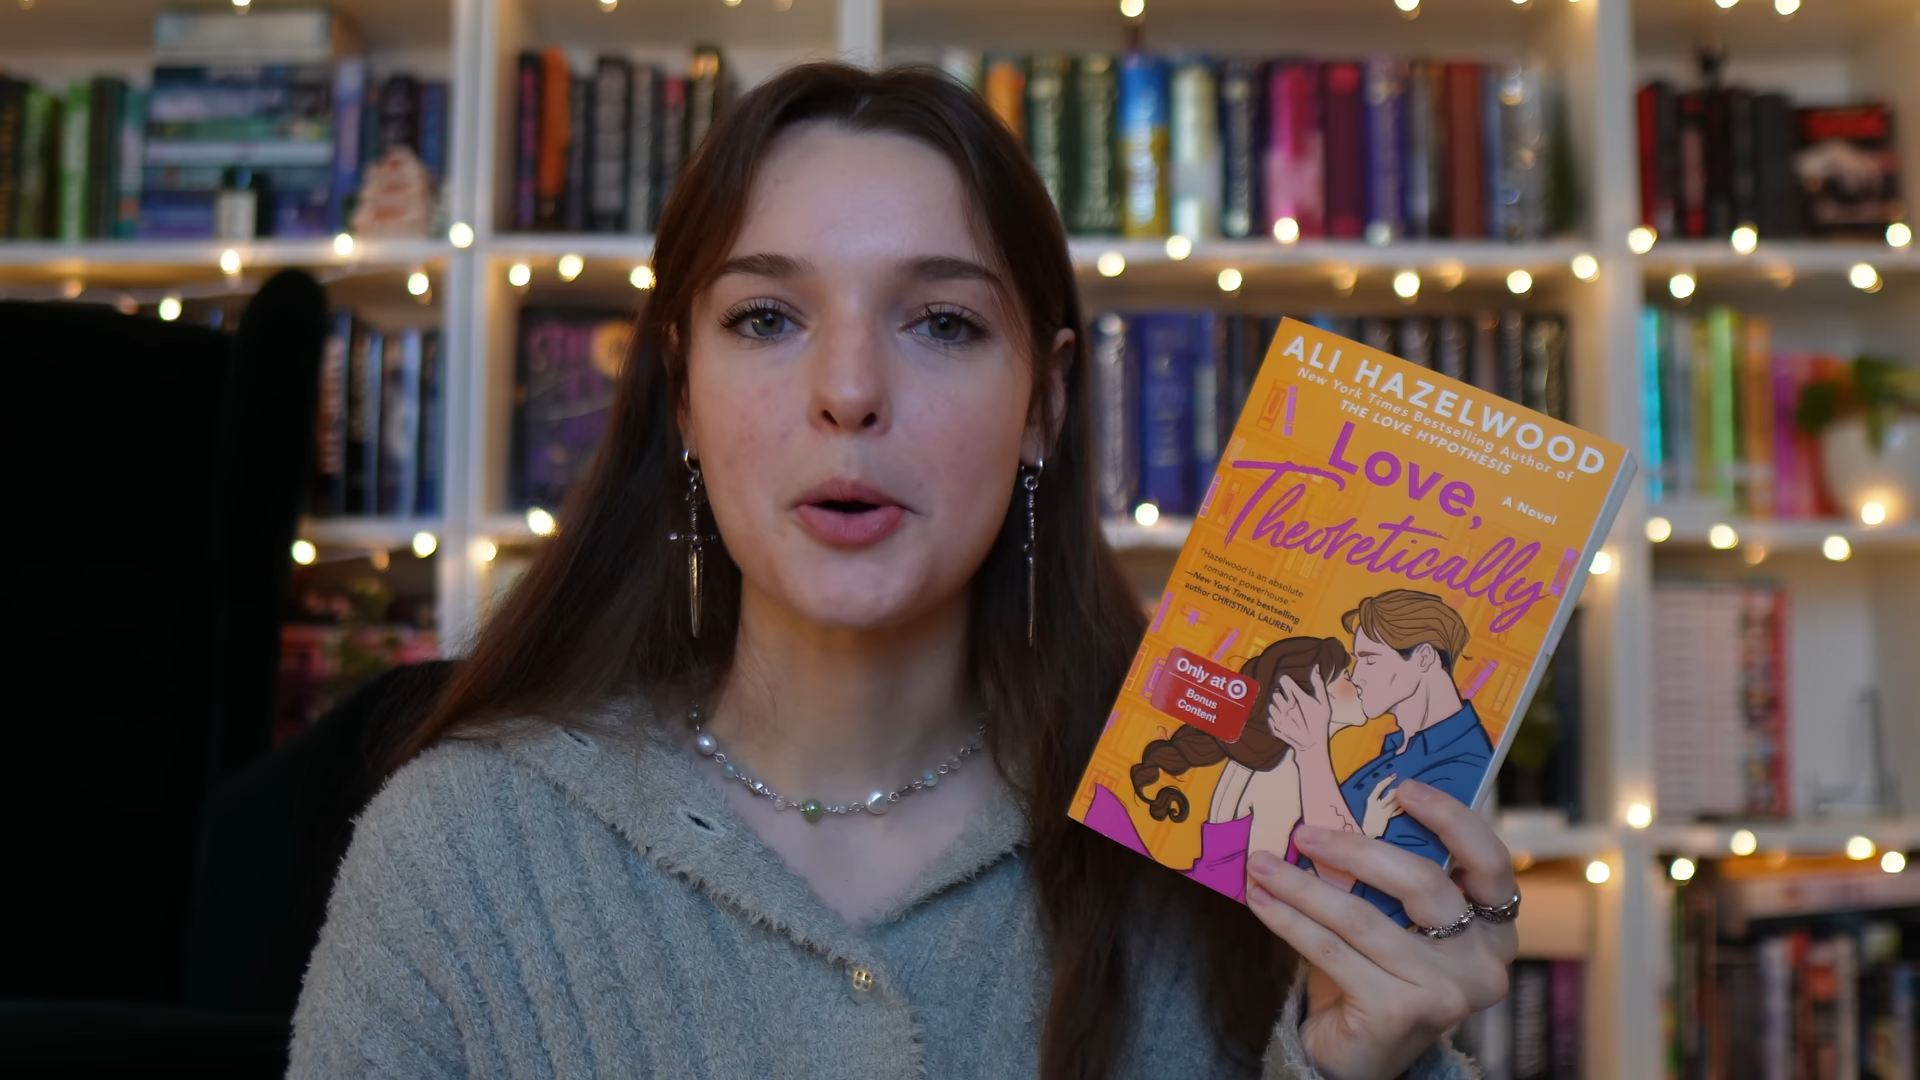 ALI HAZELWOOD
New York Times Bestselling Author of
THE LOVE HYPOTHESIS
Love,
Theoretically
A Novel
"Hazelwood is an absolute
romance powerhouse."
—New York Times bestselling
author CHRISTINA LAUREN
Only at
Bonus
Content